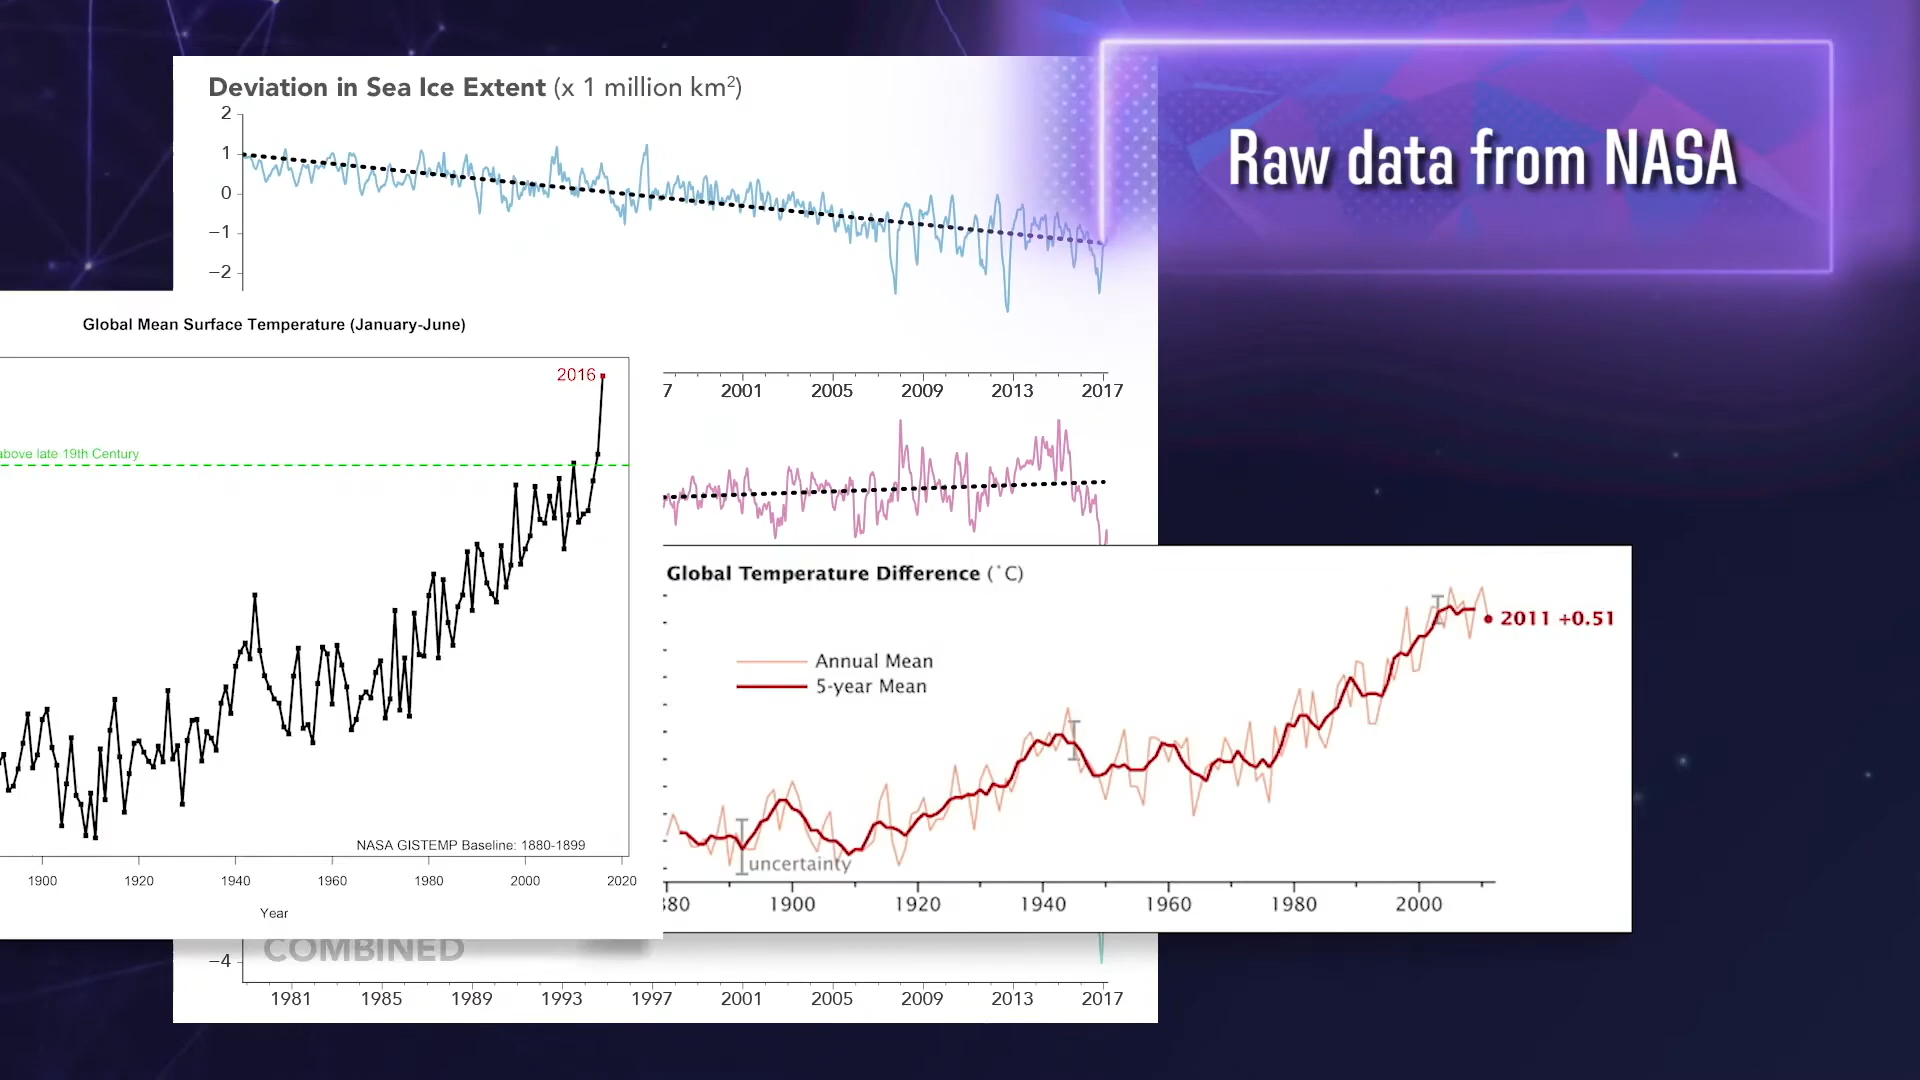 Raw data from NASA
Deviation in Sea Ice Extent (x 1 million km²)
2
1
0
−1
−2
2001 2005 2009 2013 2017
Global Mean Surface Temperature (January-June)
2016
above late 19th Century
NASA GISTEMP Baseline: 1880-1899
1900 1920 1940 1960 1980 2000 2020
Year
Global Temperature Difference (˚C)
2011 +0.51
Annual Mean
5-year Mean
uncertainty
1900 1920 1940 1960 1980 2000
COMBINED
−4
1981 1985 1989 1993 1997 2001 2005 2009 2013 2017